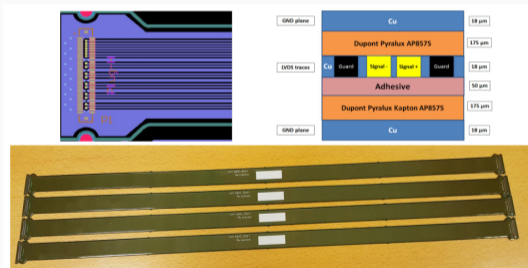 GND plane
Cu
18 µm
Dupont Pyralux AP8575
175 µm
LVDS traces
Cu
Guard
Signal -
Signal +
Guard
18 µm
Adhesive
50 µm
Dupont Pyralux Kapton AP8575
175 µm
GND plane
Cu
18 µm